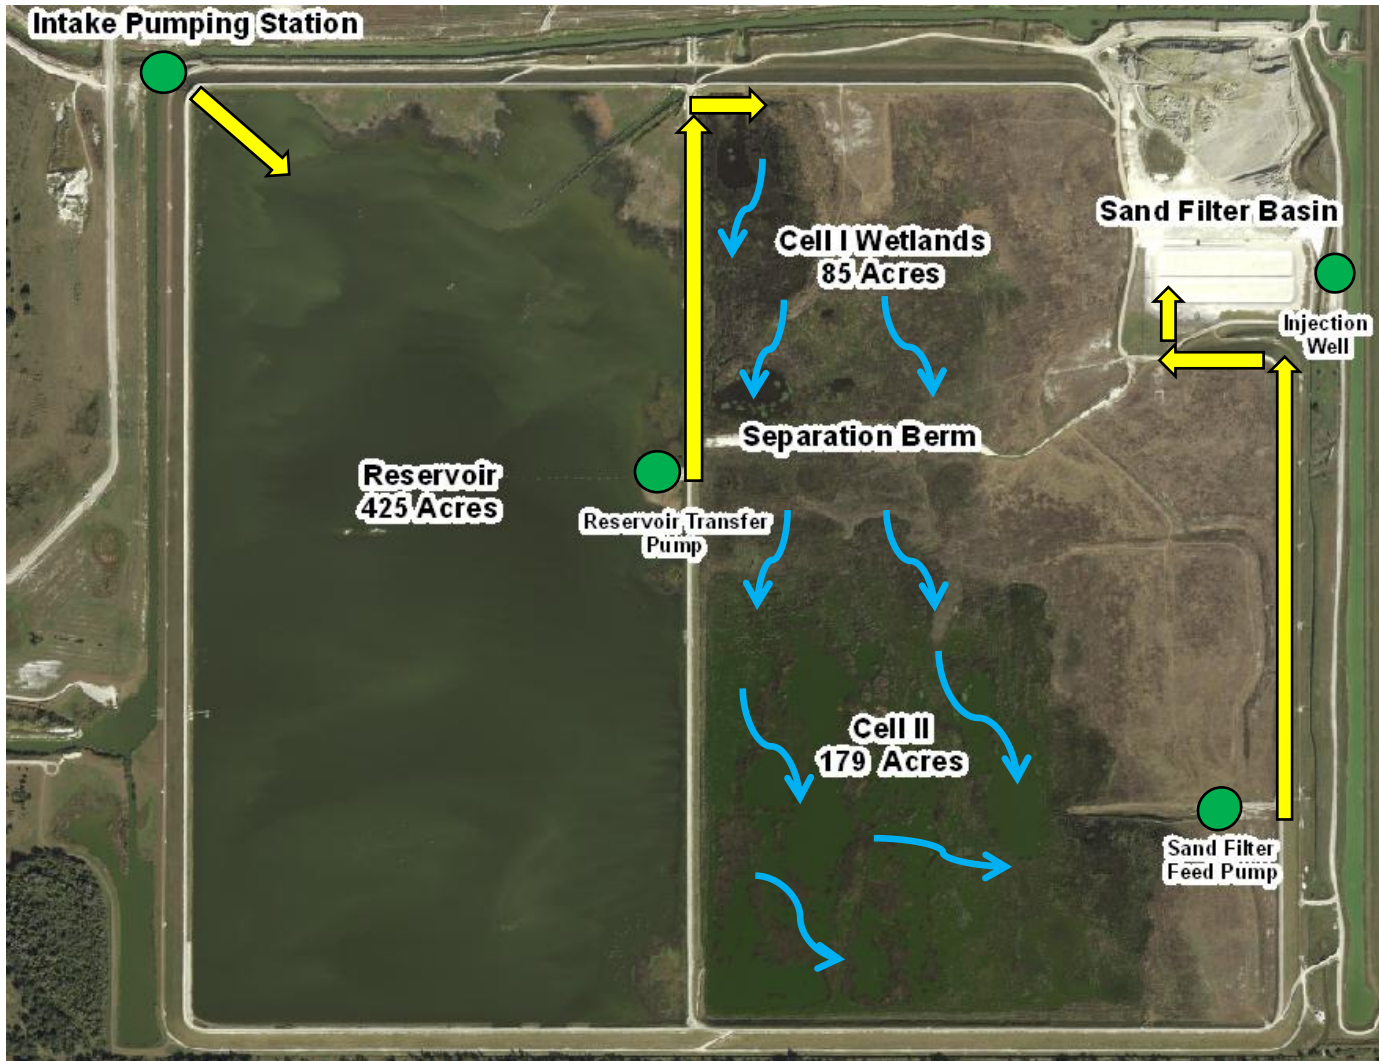 Intake Pumping Station
Sand Filter Basin
Cell I Wetlands
85 Acres
Injection
Well
Separation Berm
Reservoir
425 Acres
Reservoir Transfer
Pump
Cell II
179 Acres
Sand Filter
Feed Pump